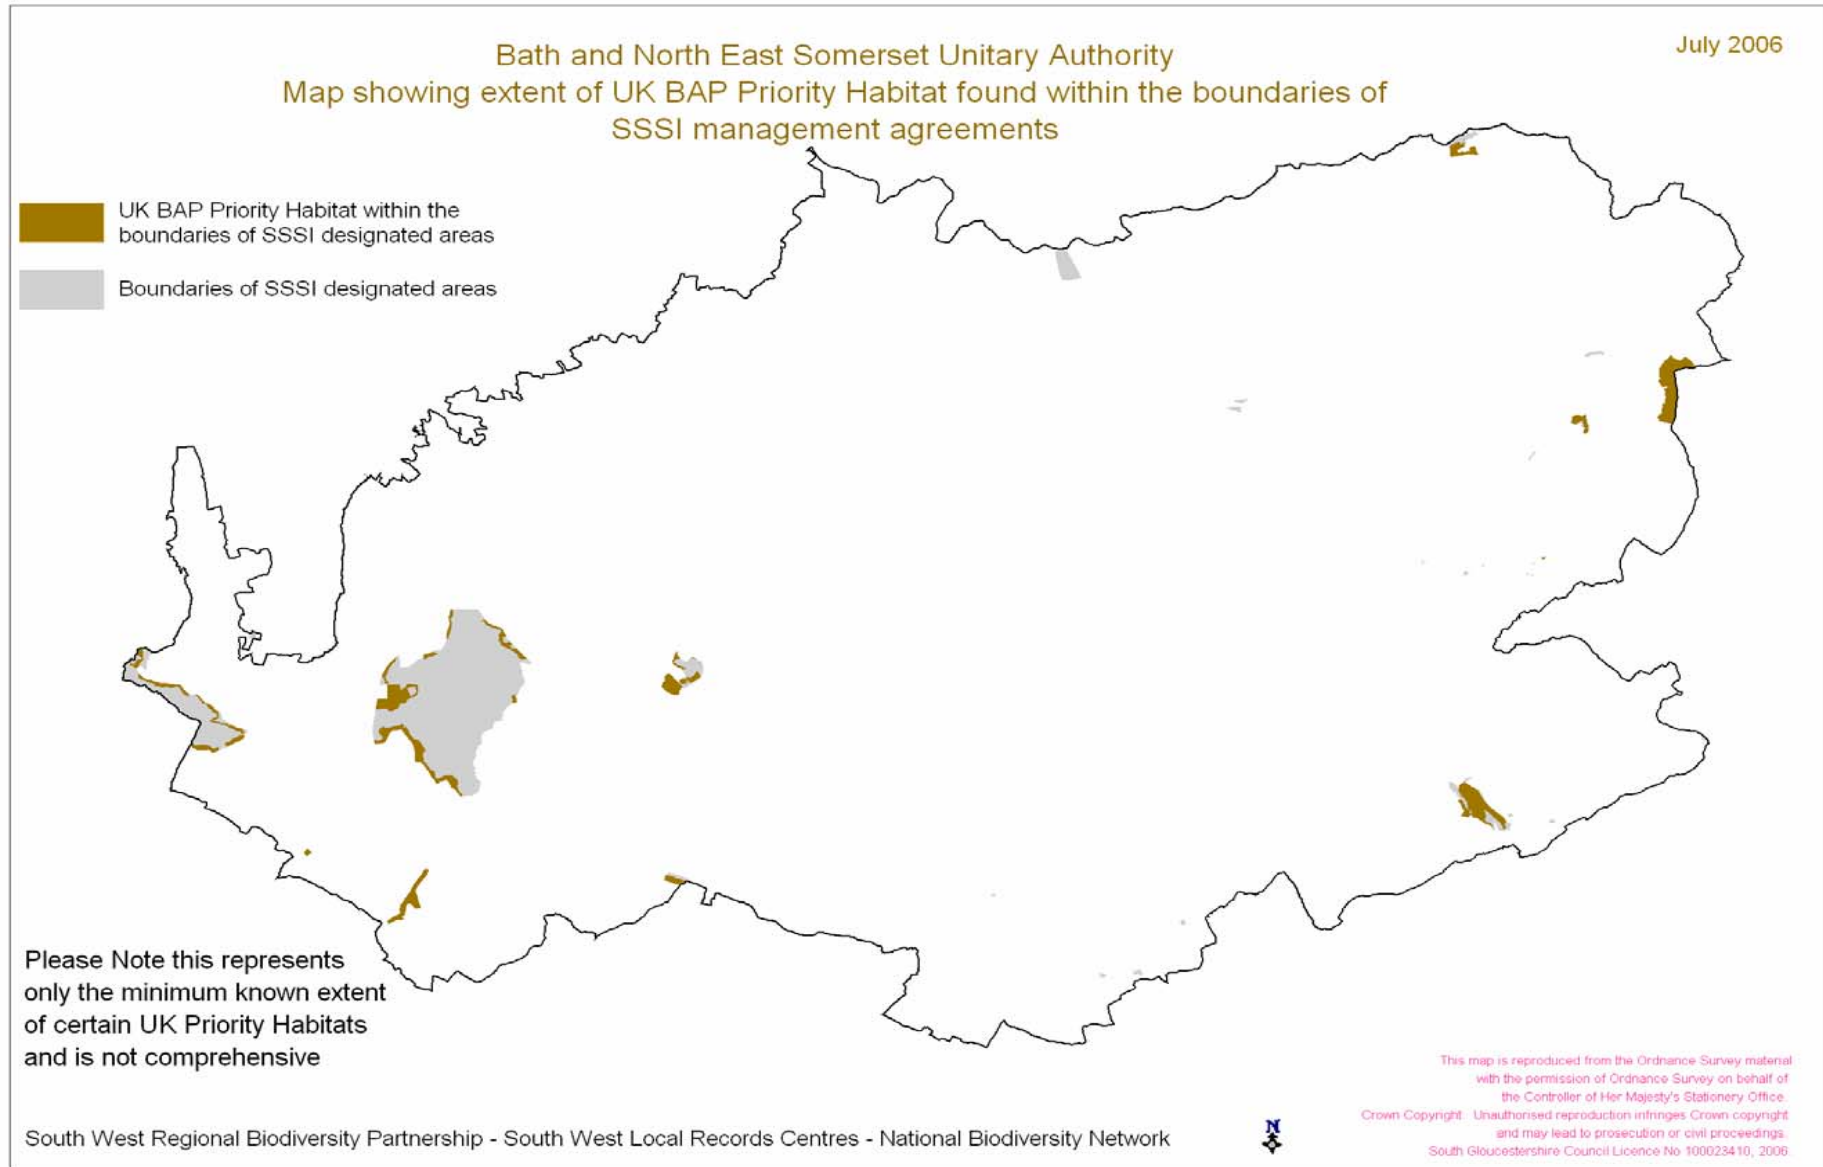 Bath and North East Somerset Unitary Authority
Map showing extent of UK BAP Priority Habitat found within the boundaries of
SSSI management agreements
July 2006
UK BAP Priority Habitat within the
boundaries of SSSI designated areas
Boundaries of SSSI designated areas
Please Note this represents
only the minimum known extent
of certain UK Priority Habitats
and is not comprehensive
South West Regional Biodiversity Partnership - South West Local Records Centres - National Biodiversity Network
N
This map is reproduced from the Ordnance Survey material
with the permission of Ordnance Survey on behalf of
the Controller of Her Majesty's Stationery Office.
Crown Copyright. Unauthorised reproduction infringes Crown copyright
and may lead to prosecution or civil proceedings.
South Gloucestershire Council Licence No 100023410, 2006.